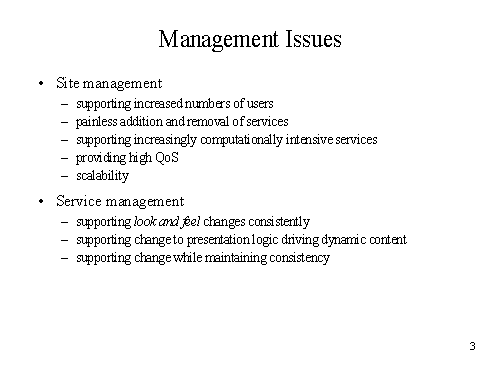 Management Issues
• Site management
– supporting increased numbers of users
– painless addition and removal of services
– supporting increasingly computationally intensive services
– providing high QoS
– scalability
• Service management
– supporting look and feel changes consistently
– supporting change to presentation logic driving dynamic content
– supporting change while maintaining consistency
3